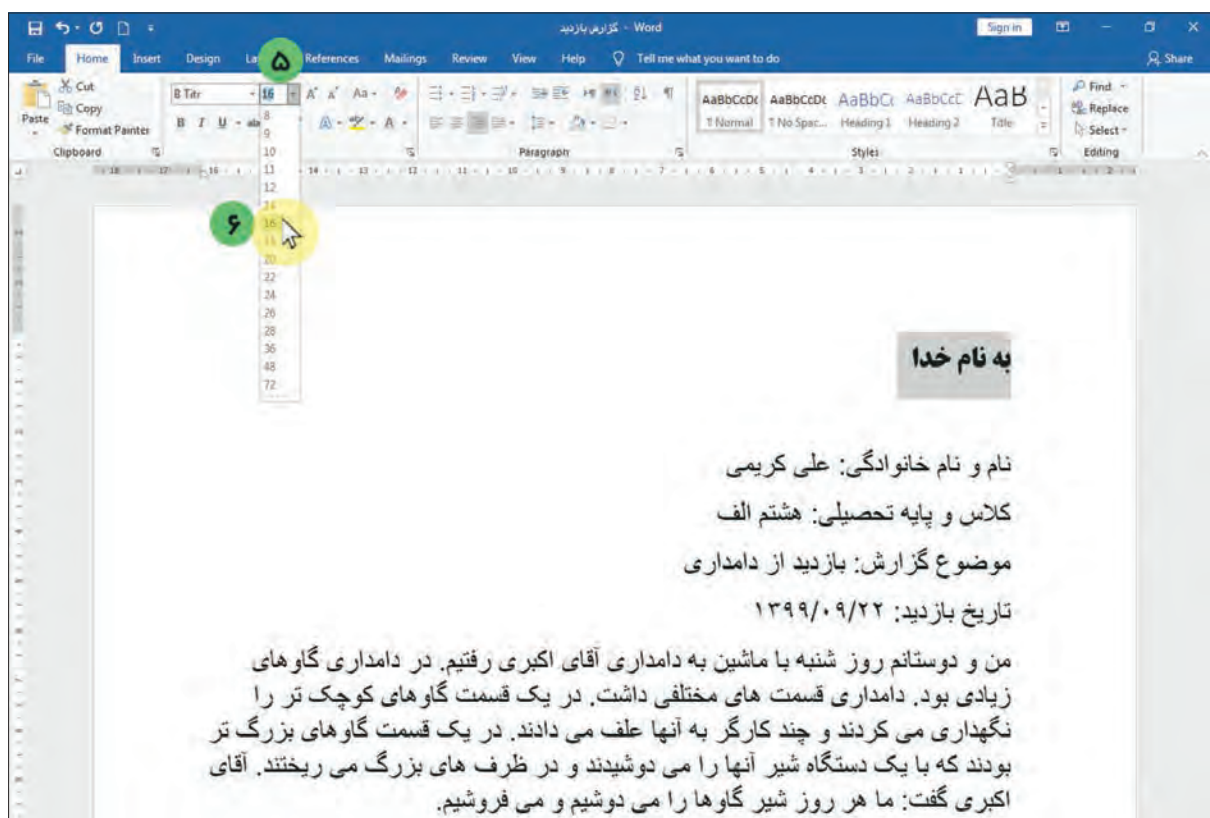 گزارش بازدید - Word
Sign in
File Home Insert Design La ۵ References Mailings Review View Help Tell me what you want to do Share
Cut
Copy
Format Painter
Paste
Clipboard
B Titr 16 A A Aa
B I U ab A A
Paragraph
AaBbCcDc AaBbCcDc AaBbCc AaBbCcC AaB
¶ Normal ¶ No Spac... Heading 1 Heading 2 Title
Styles
Find
Replace
Select
Editing
8
9
10
11
12
14
۶ 16
18
20
22
24
26
28
36
48
72
به نام خدا
نام و نام خانوادگی: علی کریمی
کلاس و پایه تحصیلی: هشتم الف
موضوع گزارش: بازدید از دامداری
تاریخ بازدید: ۱۳۹۹/۰۹/۲۲
من و دوستانم روز شنبه با ماشین به دامداری آقای اکبری رفتیم. در دامداری گاوهای
زیادی بود. دامداری قسمت های مختلفی داشت. در یک قسمت گاوهای کوچک تر را
نگهداری می کردند و چند کارگر به آنها علف می دادند. در یک قسمت گاوهای بزرگ تر
بودند که با یک دستگاه شیر آنها را می دوشیدند و در ظرف های بزرگ می ریختند. آقای
اکبری گفت: ما هر روز شیر گاوها را می دوشیم و می فروشیم.